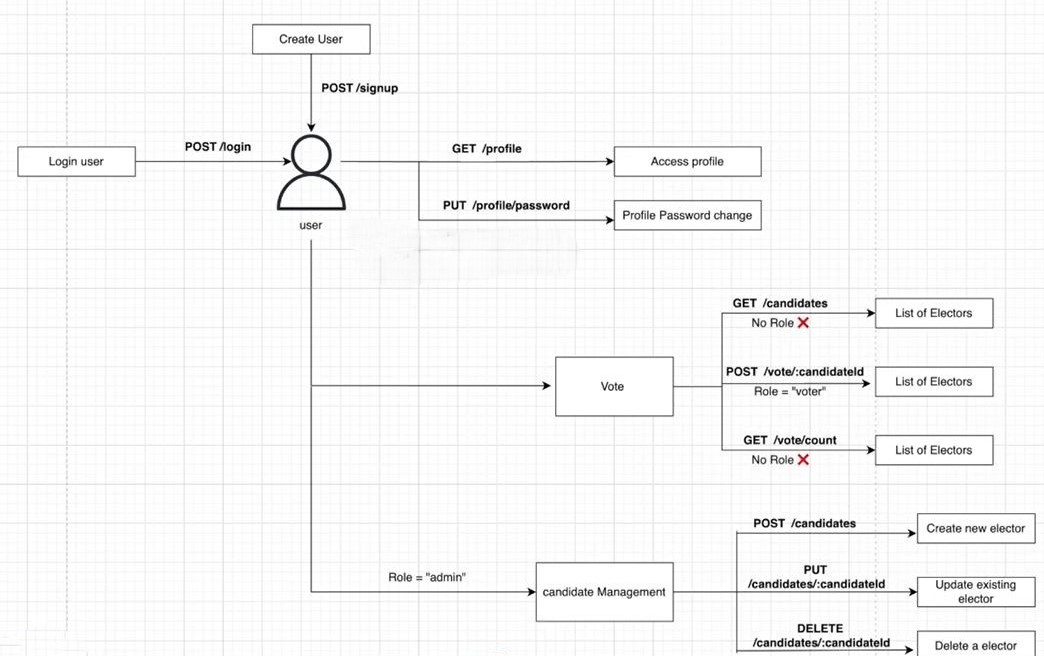 Create User
POST /signup
Login user
POST /login
user
GET /profile
Access profile
PUT /profile/password
Profile Password change
Vote
GET /candidates
No Role ❌
List of Electors
POST /vote/:candidateId
Role = "voter"
List of Electors
GET /vote/count
No Role ❌
List of Electors
Role = "admin"
candidate Management
POST /candidates
Create new elector
PUT
/candidates/:candidateId
Update existing
elector
DELETE
/candidates/:candidateId
Delete a elector